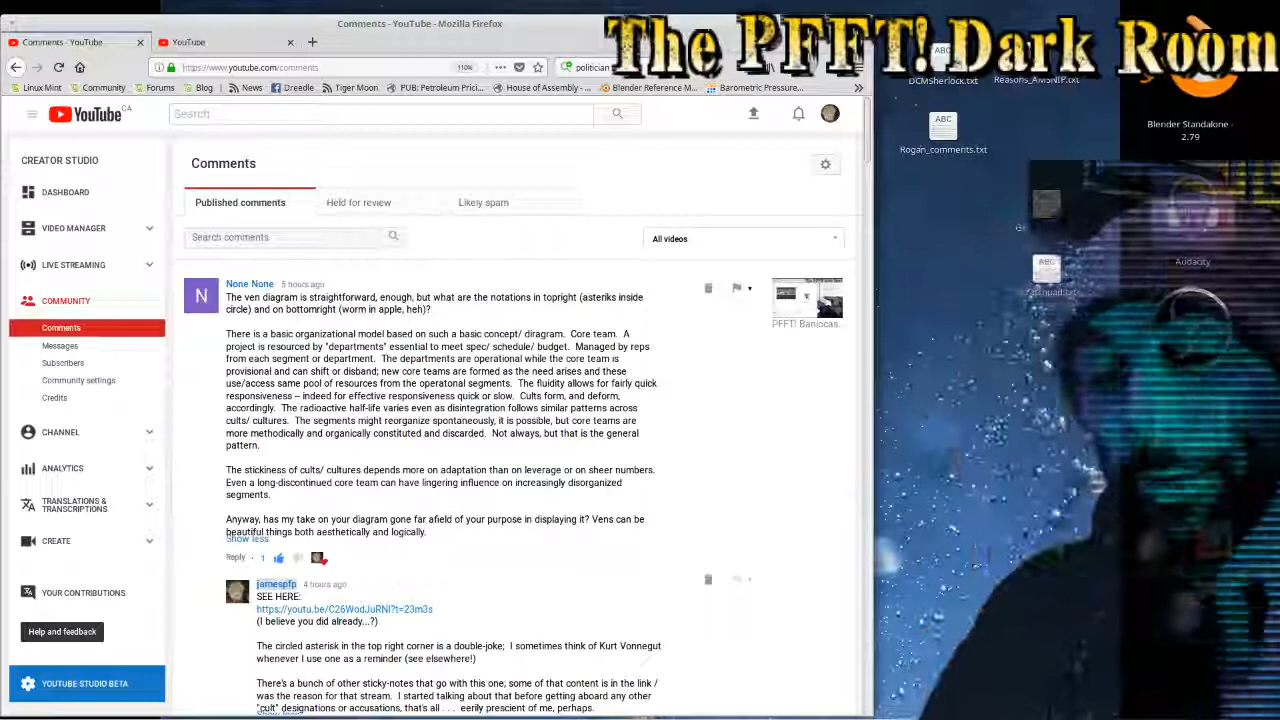 Comments - YouTube - Mozilla Firefox
The PFFT! Dark Room
Comments - YouTube
YouTube
https://www.youtube.com/comments
110%
politician
DCMSherlock.txt
Reasons_AMSNIP.txt
Linux Mint
Community
Forums
Blog
News
Dreedle
Tiger Nose
PUB: Petroleum Pric...
House of Assembly - ...
Blender Reference M...
Barometric Pressure...
YouTube CA
Search
ABC
Rogan_comments.txt
Blender Standalone -
2.79
CREATOR STUDIO
DASHBOARD
VIDEO MANAGER
LIVE STREAMING
COMMUNITY
Comments
Messages
Subscribers
Community settings
Credits
CHANNEL
ANALYTICS
TRANSLATIONS &
TRANSCRIPTIONS
CREATE
YOUR CONTRIBUTIONS
Help and feedback
YOUTUBE STUDIO BETA
Comments
Published comments
Held for review
Likely spam
Search comments
All videos
N
None None 5 hours ago
The ven diagram is straightforward, enough, but what are the notations in topright (asteriks inside
circle) and on bottomright (worm in apple, heh)?
There is a basic organizational model based on such a basic concept/ diragram. Core team. A
project is resourced by "departments" essential to meet spec/ schedule/ budget. Managed by reps
from each segment or department. The departments are operational while the core team is
provisional and can shift or disband; new core teams are formed as the need arises and these
use/access same pool of resources from the operatonal segments. The fluidity allows for fairly quick
responsiveness -- indeed for effective responsiveness quick or slow. Cults form, and deform,
accordingly. The radioactive half-life varies even as disintegration follows similar patterns across
cults/ cultures. The segments might reorganize spontaneously, it is possible, but core teams are
more methodically and organically constituted and discarded. Not always, but that is the general
pattern.
The stickiness of cults/ cultures depends more on adaptation than on leverage or on sheer numbers.
Even a long-discontinued core team can have lingering influence on increasingly disorganized
segments.
Anyway, has my take on your diagram gone far afield of your purpose in displaying it? Vens can be
beautiful things both aesthetically and logically.
Show less
Reply · 1
PFFT! Baniocas.
Audacity
ABC
jamespfp 4 hours ago
SEE HERE:
https://youtu.be/C26WodJuRNI?t=23m3s
(I believe you did already...?)
The circled asterisk in the top right corner is a double-joke; I sometimes think of Kurt Vonnegut
whenever I use one as a reminder (see elsewhere!)
There's a bunch of other sticky-notes that go with this one; some of that content is in the link /
was the reason for that stream. I started talking about that before getting aboard any other
"cult" designations or accusations, that's all . . .